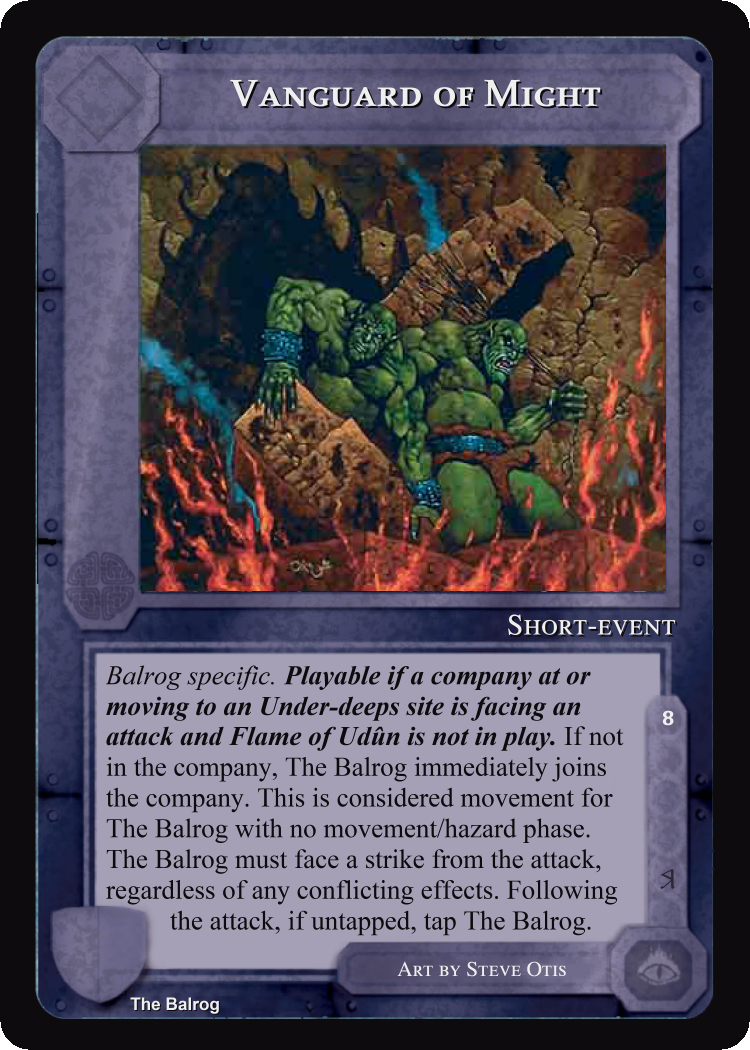 Vanguard of Might
Short-event
Balrog specific. Playable if a company at or
moving to an Under-deeps site is facing an
attack and Flame of Udûn is not in play. If not
in the company, The Balrog immediately joins
the company. This is considered movement for
The Balrog with no movement/hazard phase.
The Balrog must face a strike from the attack,
regardless of any conflicting effects. Following
the attack, if untapped, tap The Balrog.
8
Art by Steve Otis
The Balrog